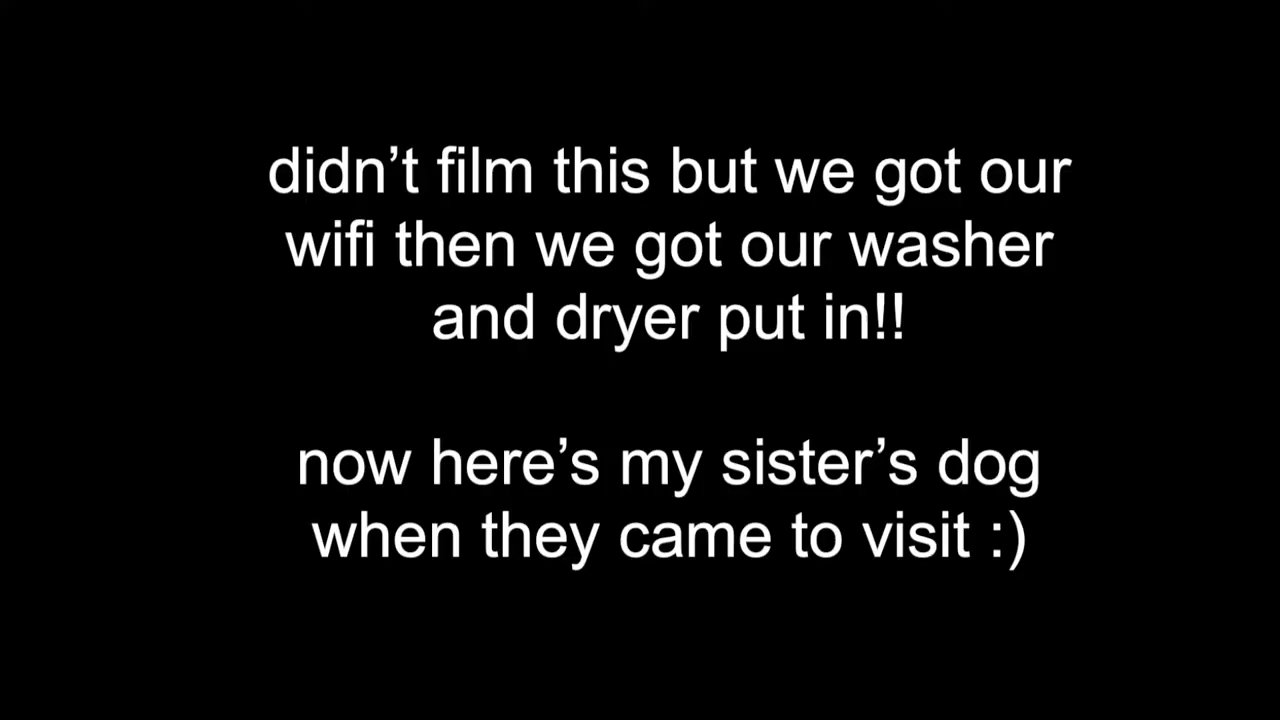 didn’t film this but we got our
wifi then we got our washer
and dryer put in!!
now here’s my sister’s dog
when they came to visit :)